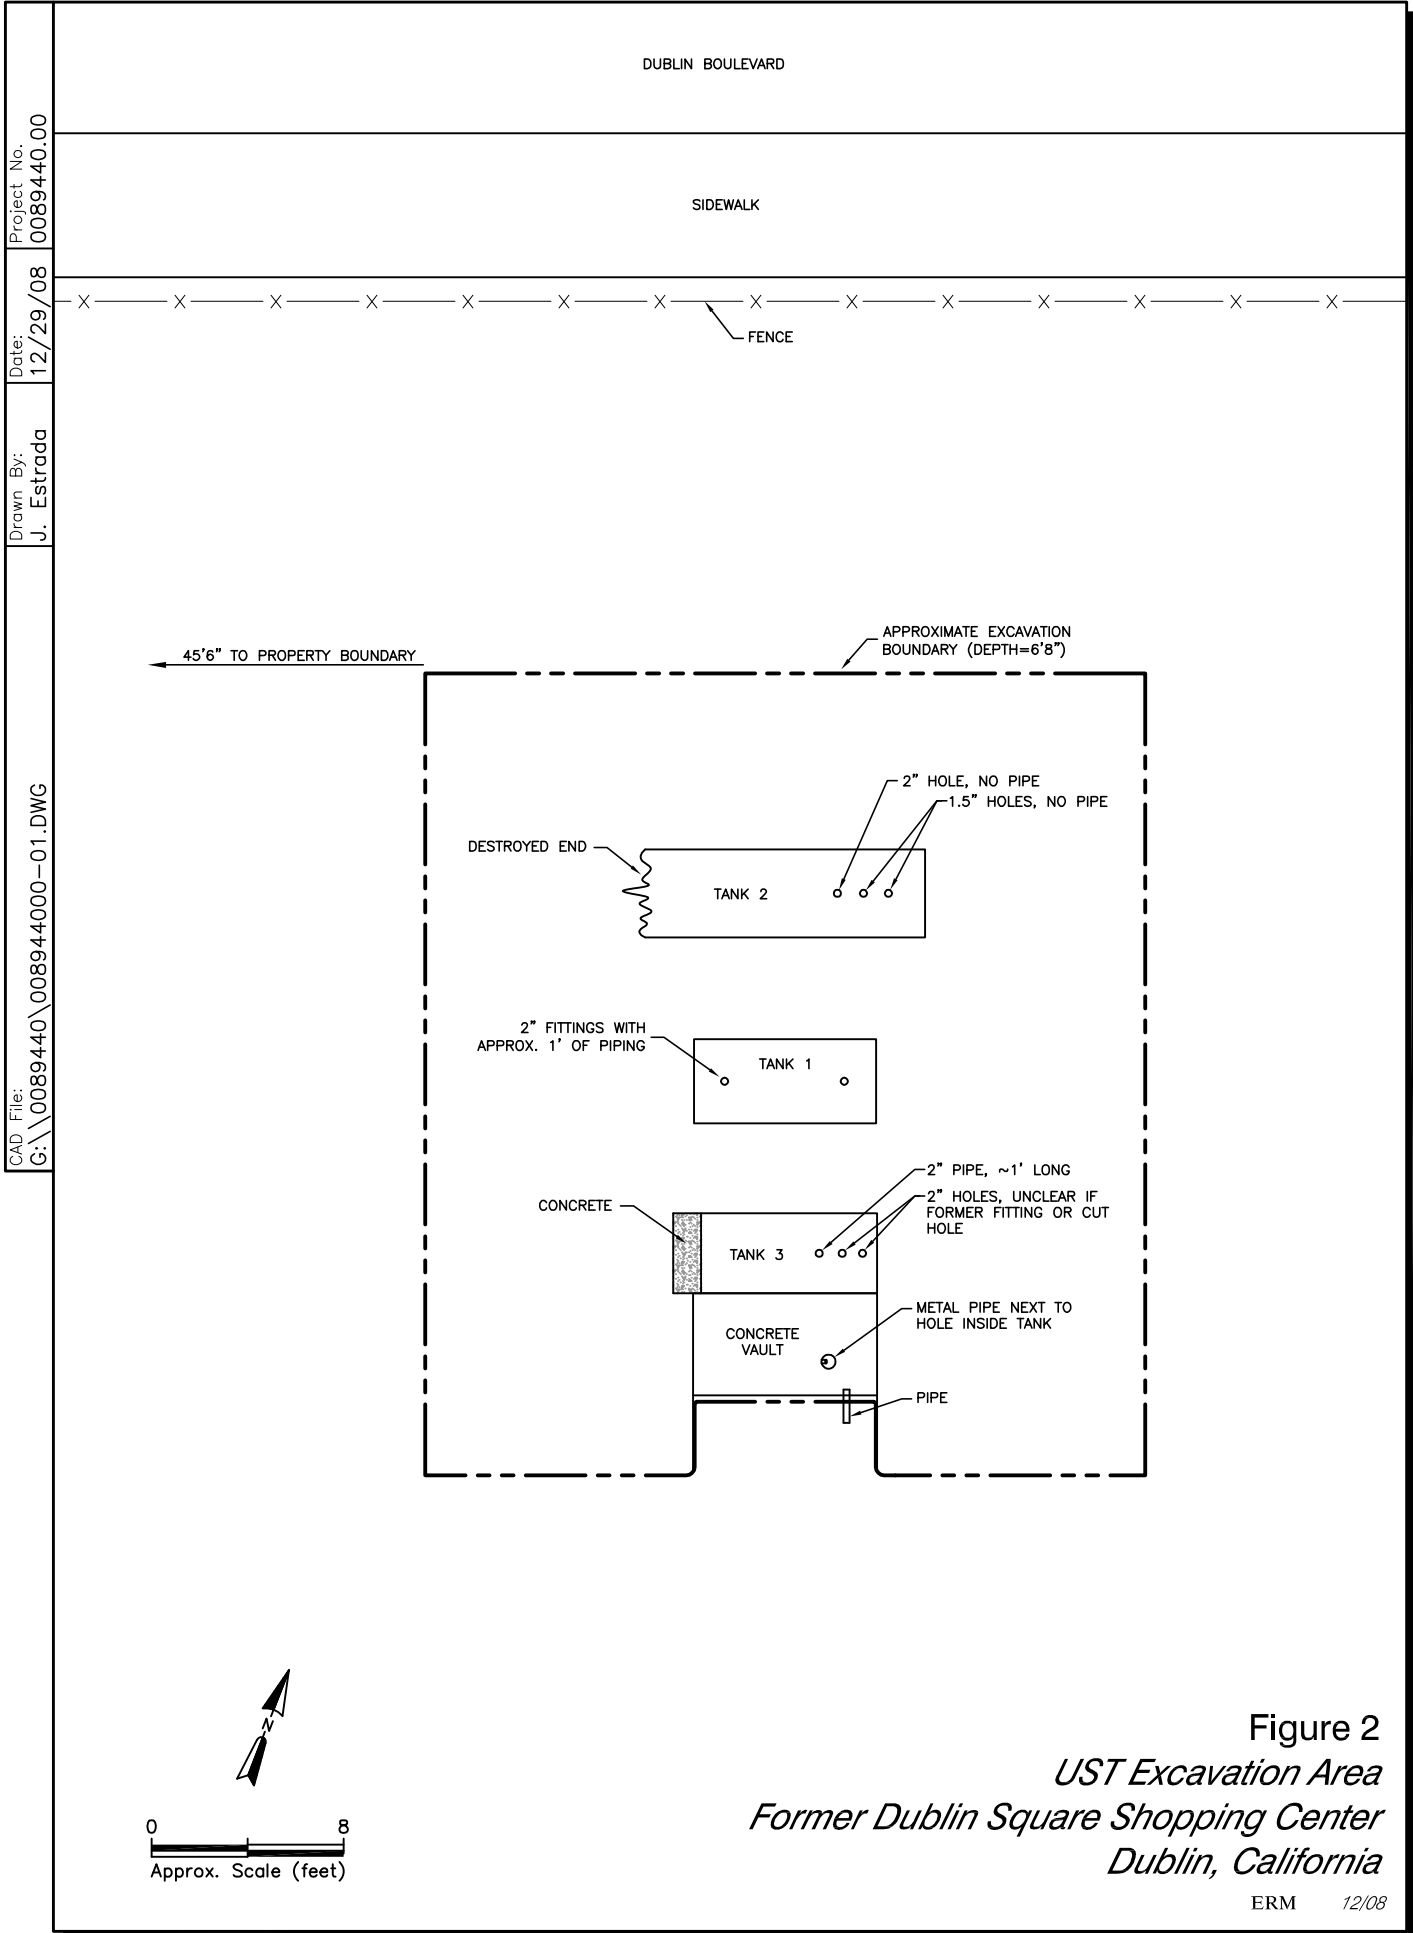 DUBLIN BOULEVARD
SIDEWALK
X X X X X X X X X X X X X X
FENCE
Project No.
0089440.00
Date:
12/29/08
Drawn By:
J. Estrada
CAD File:
G:\\0089440\008944000-01.DWG
45'6" TO PROPERTY BOUNDARY
APPROXIMATE EXCAVATION
BOUNDARY (DEPTH=6'8")
2" HOLE, NO PIPE
1.5" HOLES, NO PIPE
DESTROYED END
TANK 2
2" FITTINGS WITH
APPROX. 1' OF PIPING
TANK 1
2" PIPE, ~1' LONG
2" HOLES, UNCLEAR IF
FORMER FITTING OR CUT
HOLE
CONCRETE
TANK 3
METAL PIPE NEXT TO
HOLE INSIDE TANK
CONCRETE
VAULT
PIPE
N
0 8
Approx. Scale (feet)
Figure 2
UST Excavation Area
Former Dublin Square Shopping Center
Dublin, California
ERM 12/08